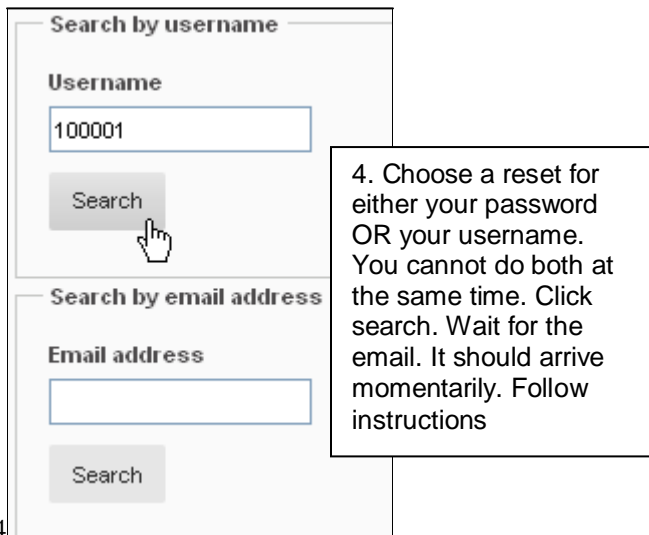 Search by username
Username
100001
Search
4. Choose a reset for
either your password
OR your username.
You cannot do both at
the same time. Click
search. Wait for the
email. It should arrive
momentarily. Follow
instructions
Search by email address
Email address
Search
4